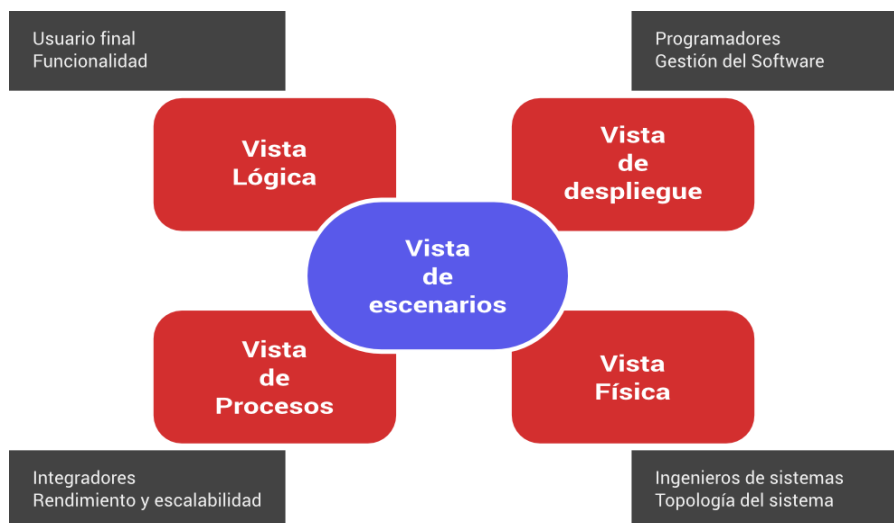 Usuario final
Funcionalidad
Programadores
Gestión del Software
Vista
Lógica
Vista
de
despliegue
Vista
de
escenarios
Vista
de
Procesos
Vista
Física
Integradores
Rendimiento y escalabilidad
Ingenieros de sistemas
Topología del sistema